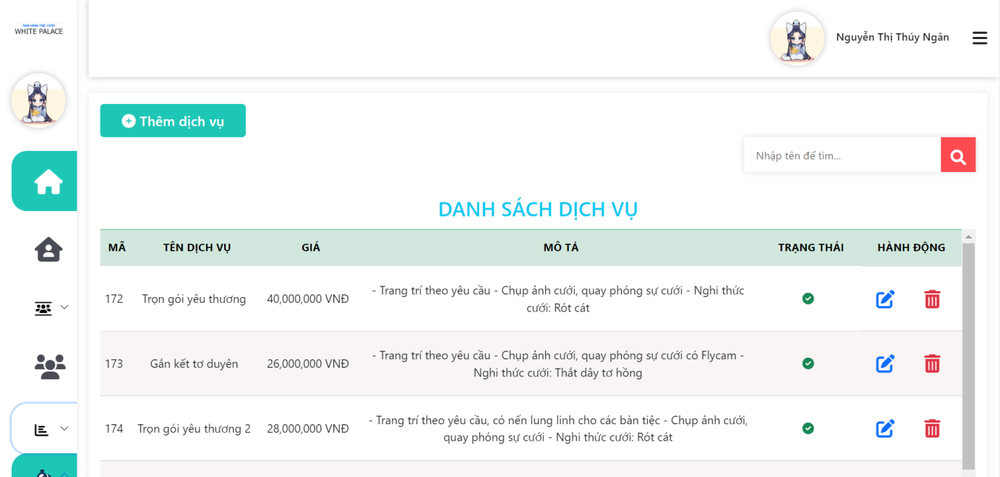 NHÀ HÀNG TIỆC CƯỚI
WHITE PALACE
Nguyễn Thị Thúy Ngân
Thêm dịch vụ
Nhập tên để tìm...
DANH SÁCH DỊCH VỤ
MÃ TÊN DỊCH VỤ GIÁ MÔ TẢ TRẠNG THÁI HÀNH ĐỘNG
172 Trọn gói yêu thương 40,000,000 VNĐ - Trang trí theo yêu cầu - Chụp ảnh cưới, quay phóng sự cưới - Nghi thức
cưới: Rót cát
173 Gắn kết tơ duyên 26,000,000 VNĐ - Trang trí theo yêu cầu - Chụp ảnh cưới, quay phóng sự cưới có Flycam -
Nghi thức cưới: Thắt dây tơ hồng
174 Trọn gói yêu thương 2 28,000,000 VNĐ - Trang trí theo yêu cầu, có nến lung linh cho các bàn tiệc - Chụp ảnh cưới,
quay phóng sự cưới - Nghi thức cưới: Rót cát